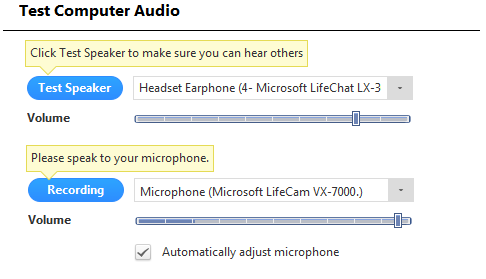 Test Computer Audio
Click Test Speaker to make sure you can hear others
Test Speaker
Headset Earphone (4- Microsoft LifeChat LX-3
Volume
Please speak to your microphone.
Recording
Microphone (Microsoft LifeCam VX-7000.)
Volume
Automatically adjust microphone